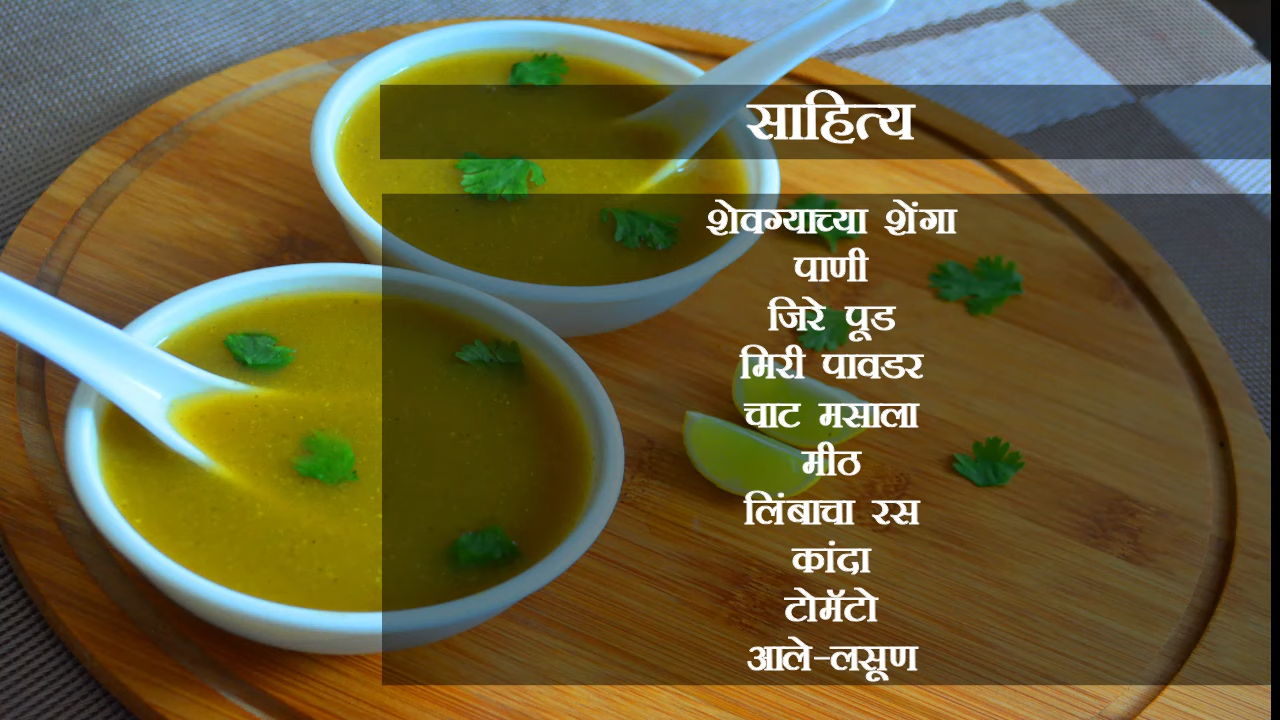 साहित्य
शेवग्याच्या शेंगा
पाणी
जिरे पूड
मिरी पावडर
चाट मसाला
मीठ
लिंबाचा रस
कांदा
टोमॅटो
आले-लसूण